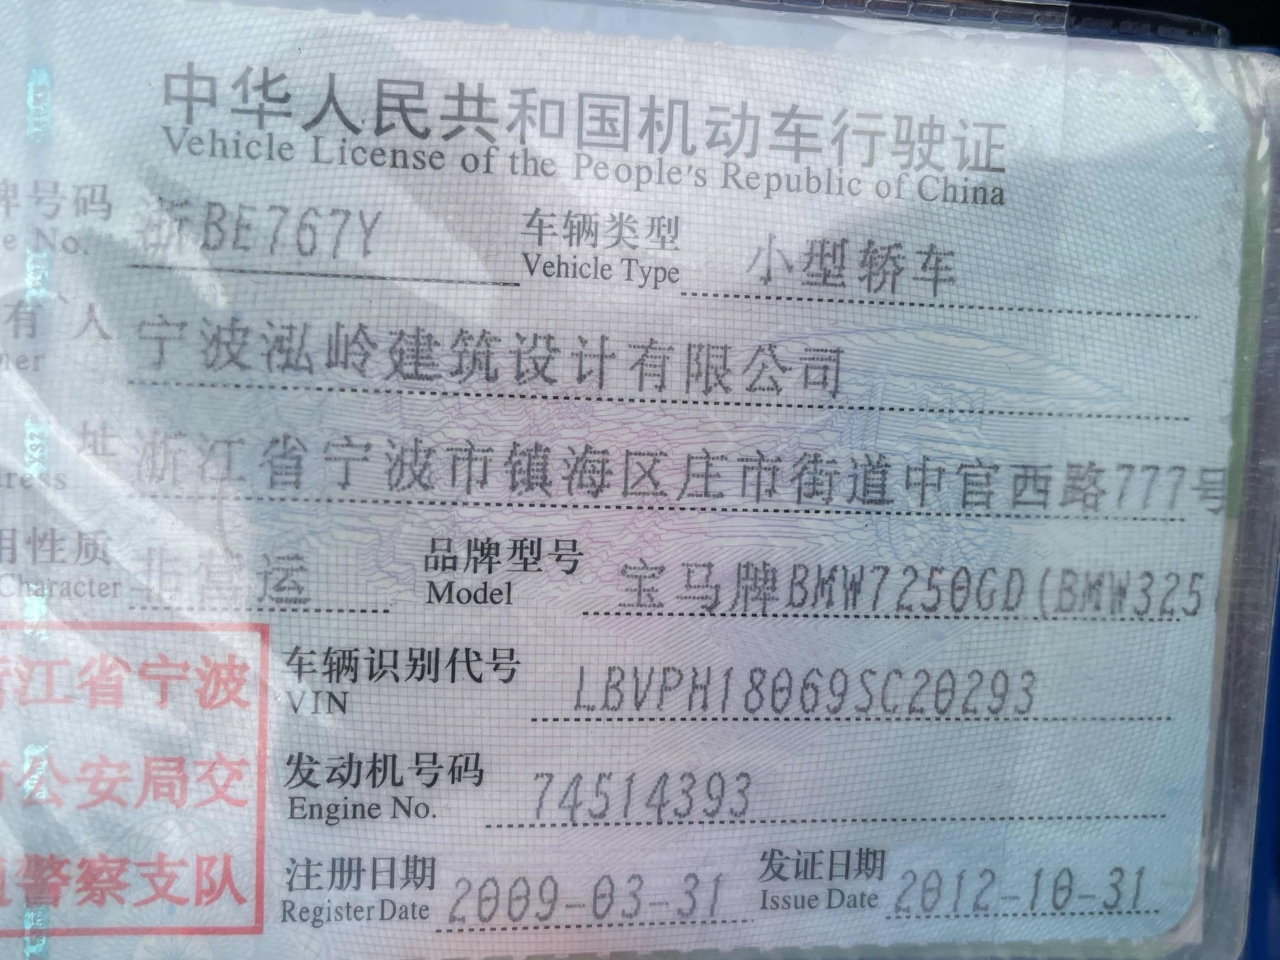 中华人民共和国机动车行驶证
Vehicle License of the People's Republic of China
牌号码 浙BE767Y 车辆类型 小型轿车
e No. Vehicle Type
有 人 宁波泓岭建筑设计有限公司
ner
址 浙江省宁波市镇海区庄市街道中官西路777号
ress
用性质 非营运 品牌型号 宝马牌BMW7250GD(BMW325
Character Model
浙江省宁波
市公安局交
通警察支队
车辆识别代号 LBVPH18069SC20293
VIN
发动机号码 74514393
Engine No.
注册日期 2009-03-31 发证日期 2012-10-31
Register Date Issue Date